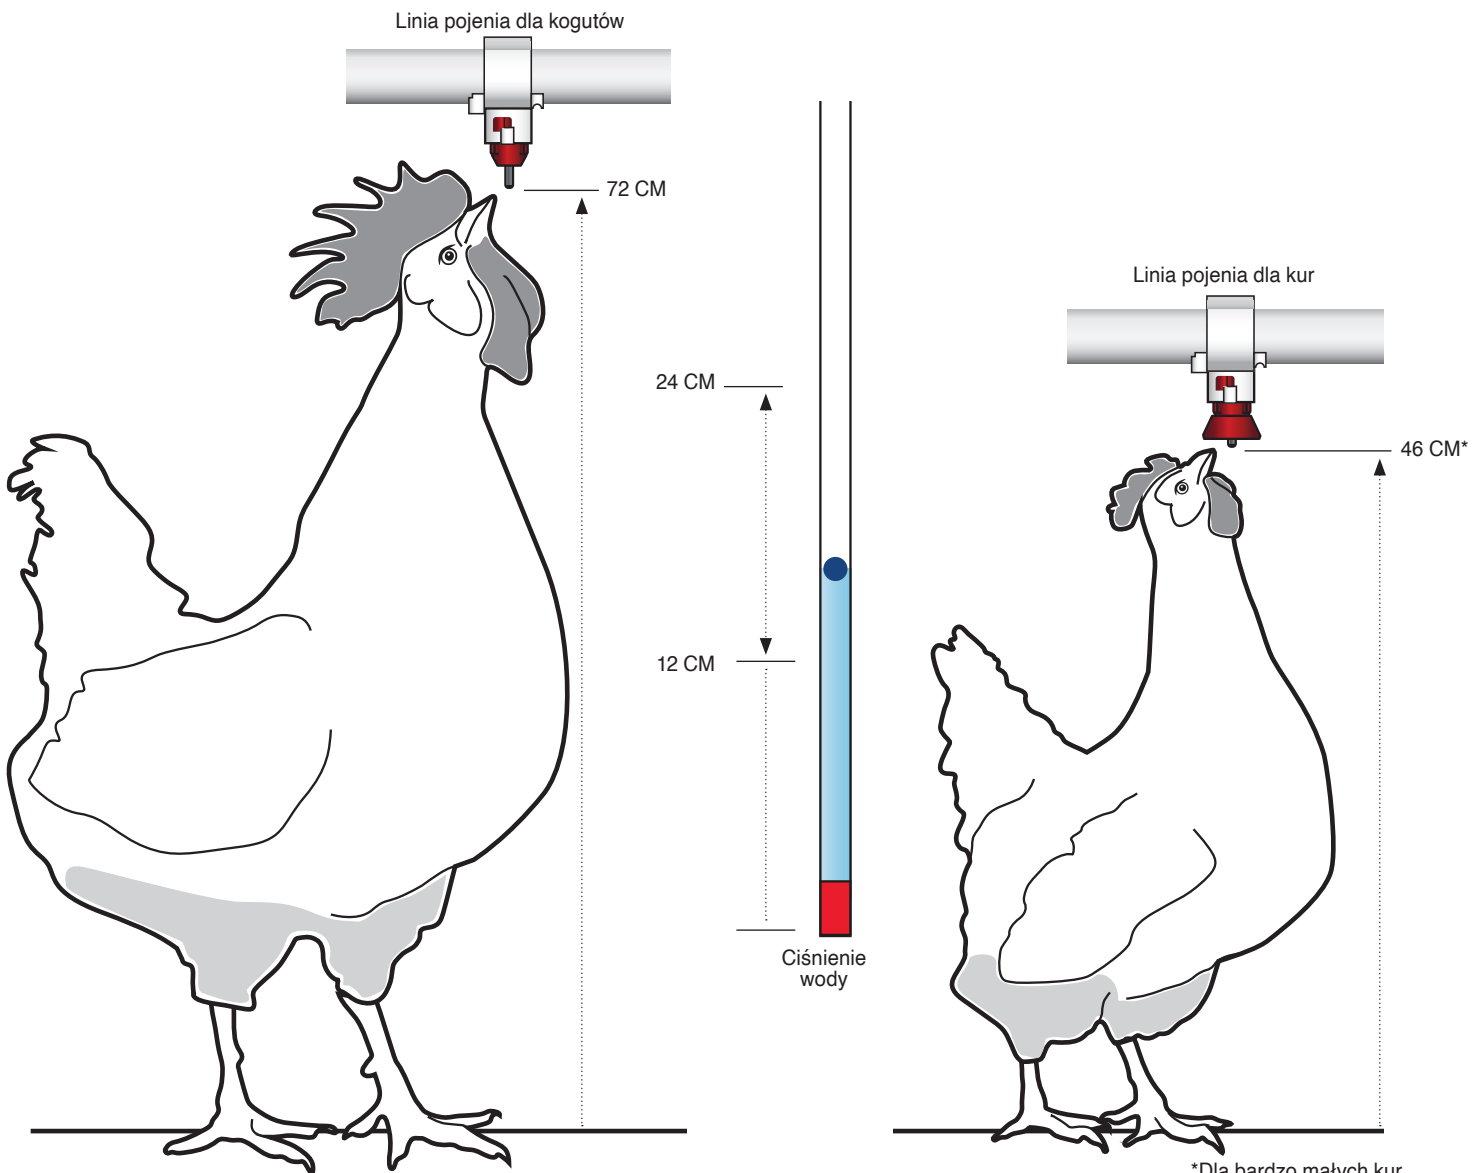 Linia pojenia dla kogutów
72 CM
Linia pojenia dla kur
24 CM
46 CM*
12 CM
Ciśnienie
wody
*Dla bardzo małych kur